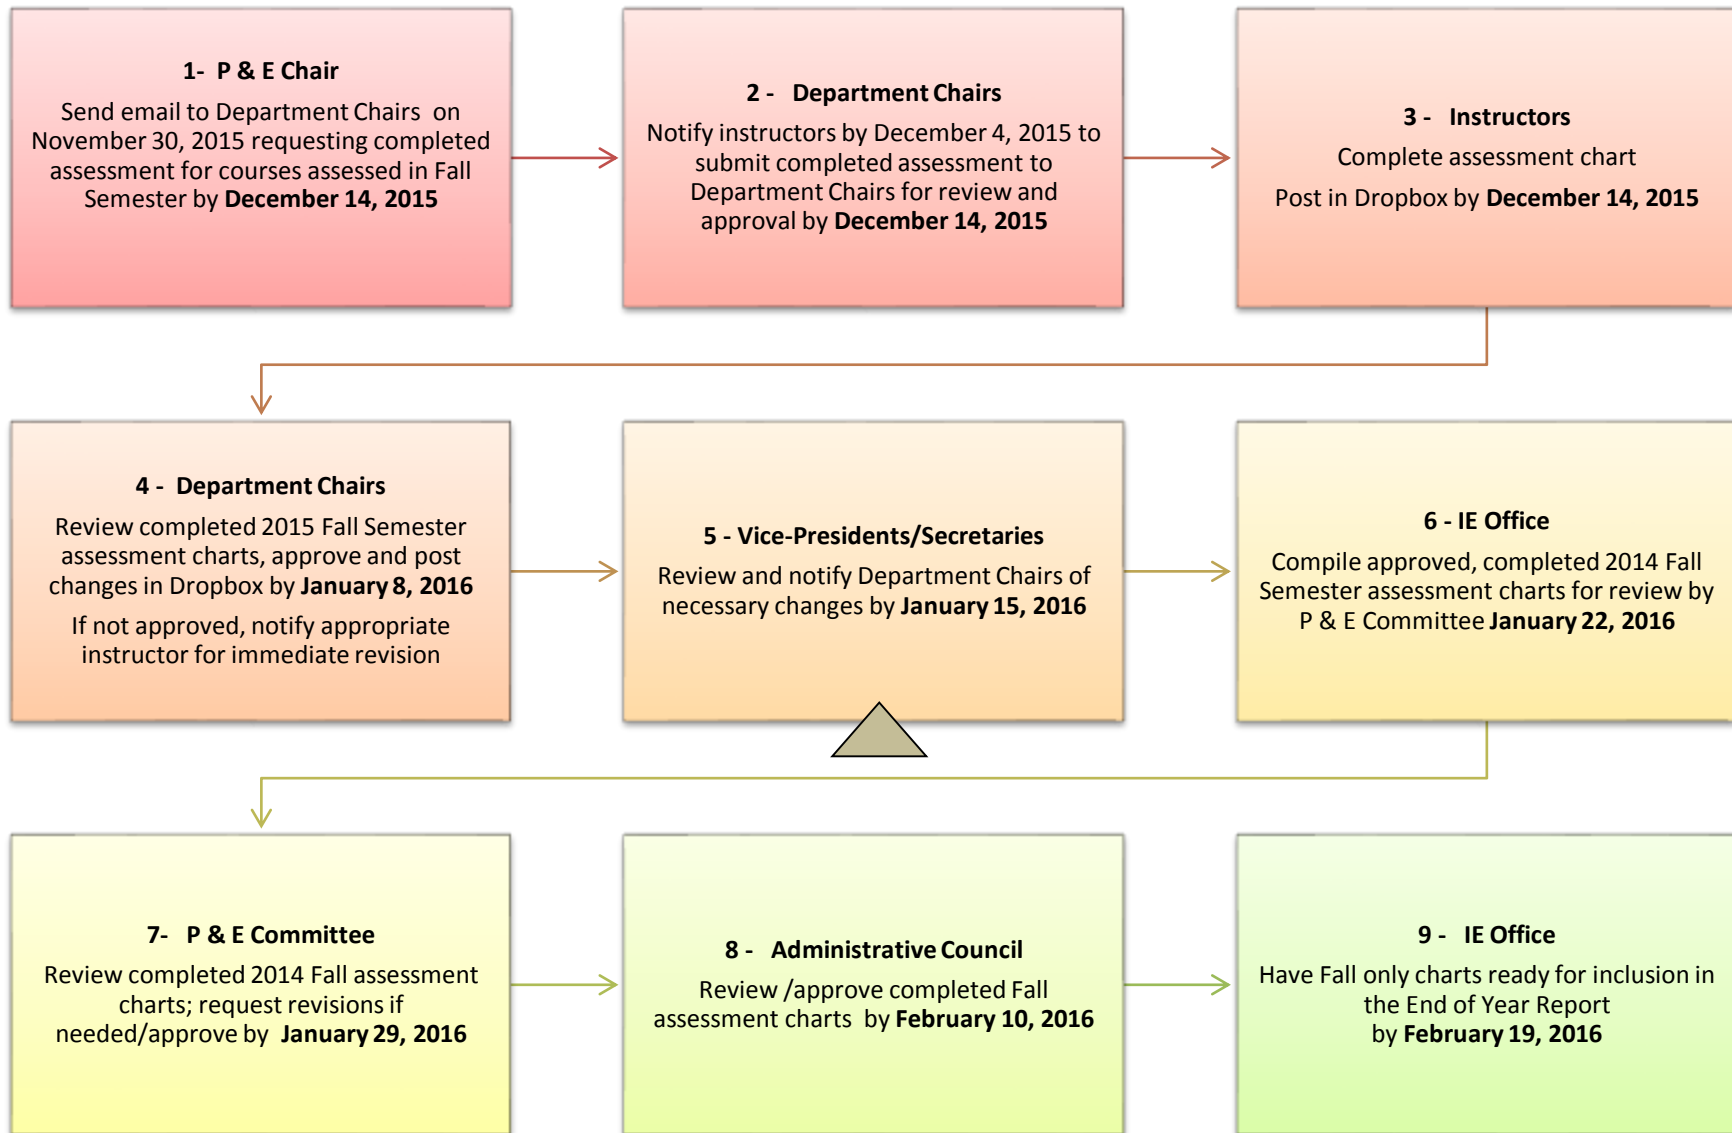 1- P & E Chair
Send email to Department Chairs on
November 30, 2015 requesting completed
assessment for courses assessed in Fall
Semester by December 14, 2015
2 - Department Chairs
Notify instructors by December 4, 2015 to
submit completed assessment to
Department Chairs for review and
approval by December 14, 2015
3 - Instructors
Complete assessment chart
Post in Dropbox by December 14, 2015
4 - Department Chairs
Review completed 2015 Fall Semester
assessment charts, approve and post
changes in Dropbox by January 8, 2016
If not approved, notify appropriate
instructor for immediate revision
5 - Vice-Presidents/Secretaries
Review and notify Department Chairs of
necessary changes by January 15, 2016
6 - IE Office
Compile approved, completed 2014 Fall
Semester assessment charts for review by
P & E Committee January 22, 2016
7- P & E Committee
Review completed 2014 Fall assessment
charts; request revisions if
needed/approve by January 29, 2016
8 - Administrative Council
Review /approve completed Fall
assessment charts by February 10, 2016
9 - IE Office
Have Fall only charts ready for inclusion in
the End of Year Report
by February 19, 2016